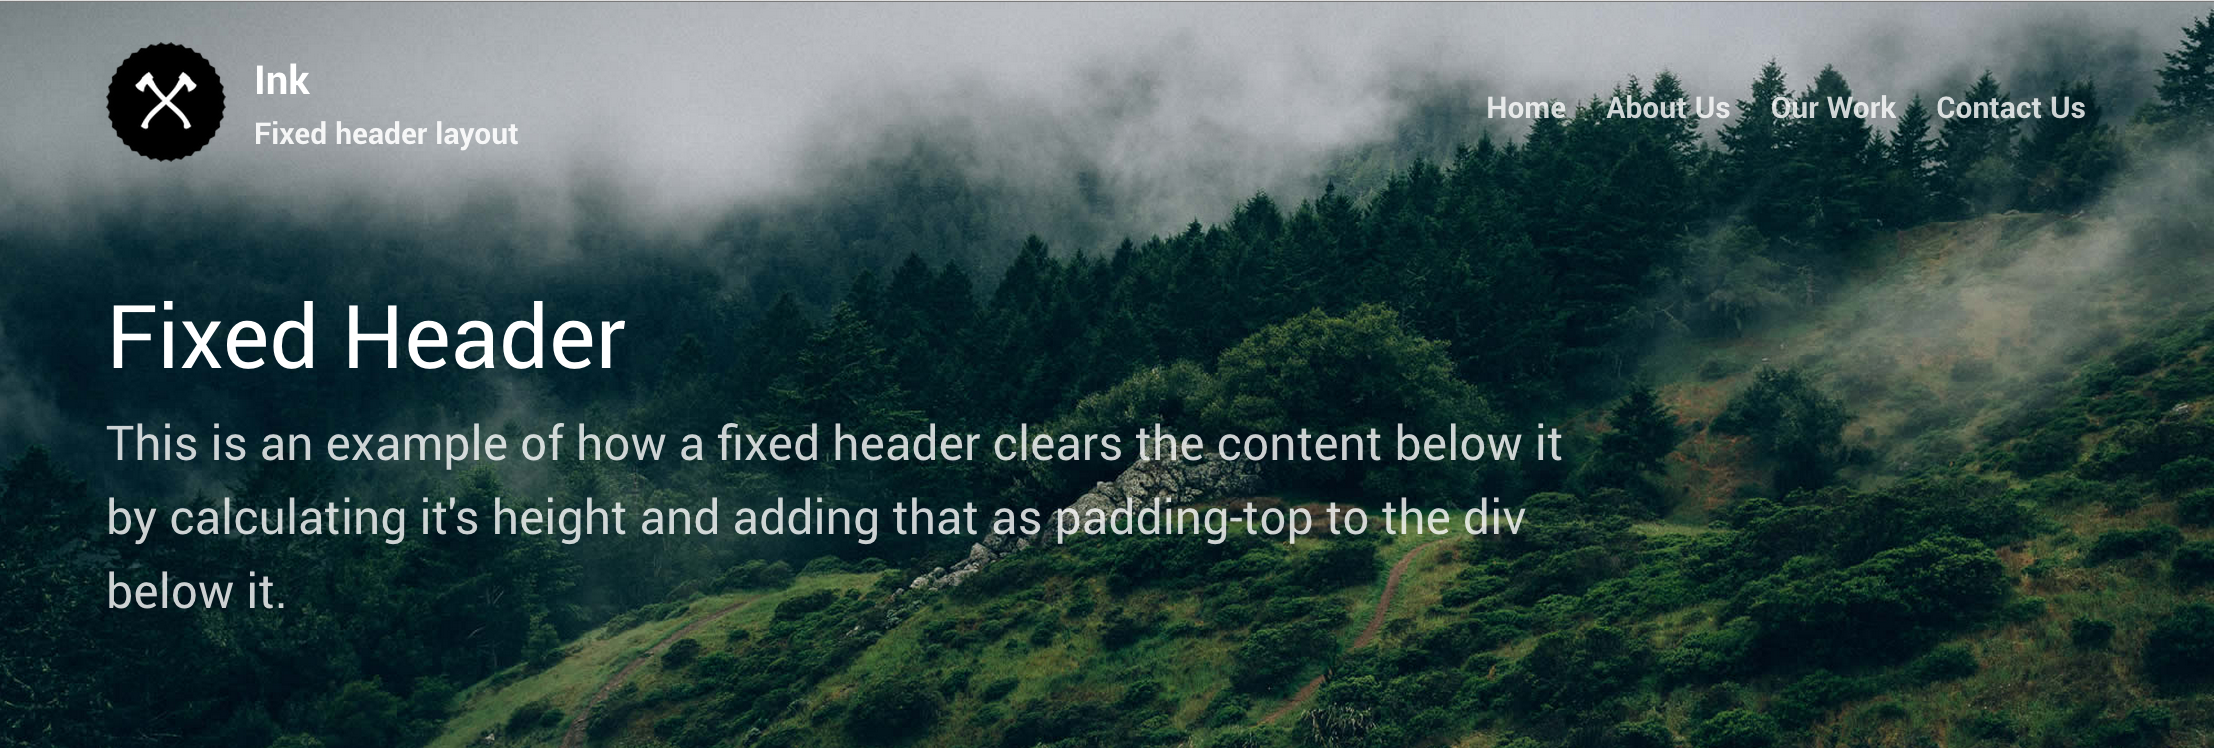 Ink
Fixed header layout
Home About Us Our Work Contact Us
Fixed Header
This is an example of how a fixed header clears the content below it
by calculating it's height and adding that as padding-top to the div
below it.